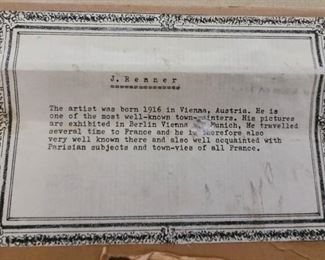 J. Renner
The artist was born 1916 in Vienna, Austria. He is
one of the most well-known town-painters. His pictures
are exhibited in Berlin Vienna Munich. He travelled
several time to France and he is therefore also
very well known there and also well acquainted with
Parisian subjects and town-vies of all France.